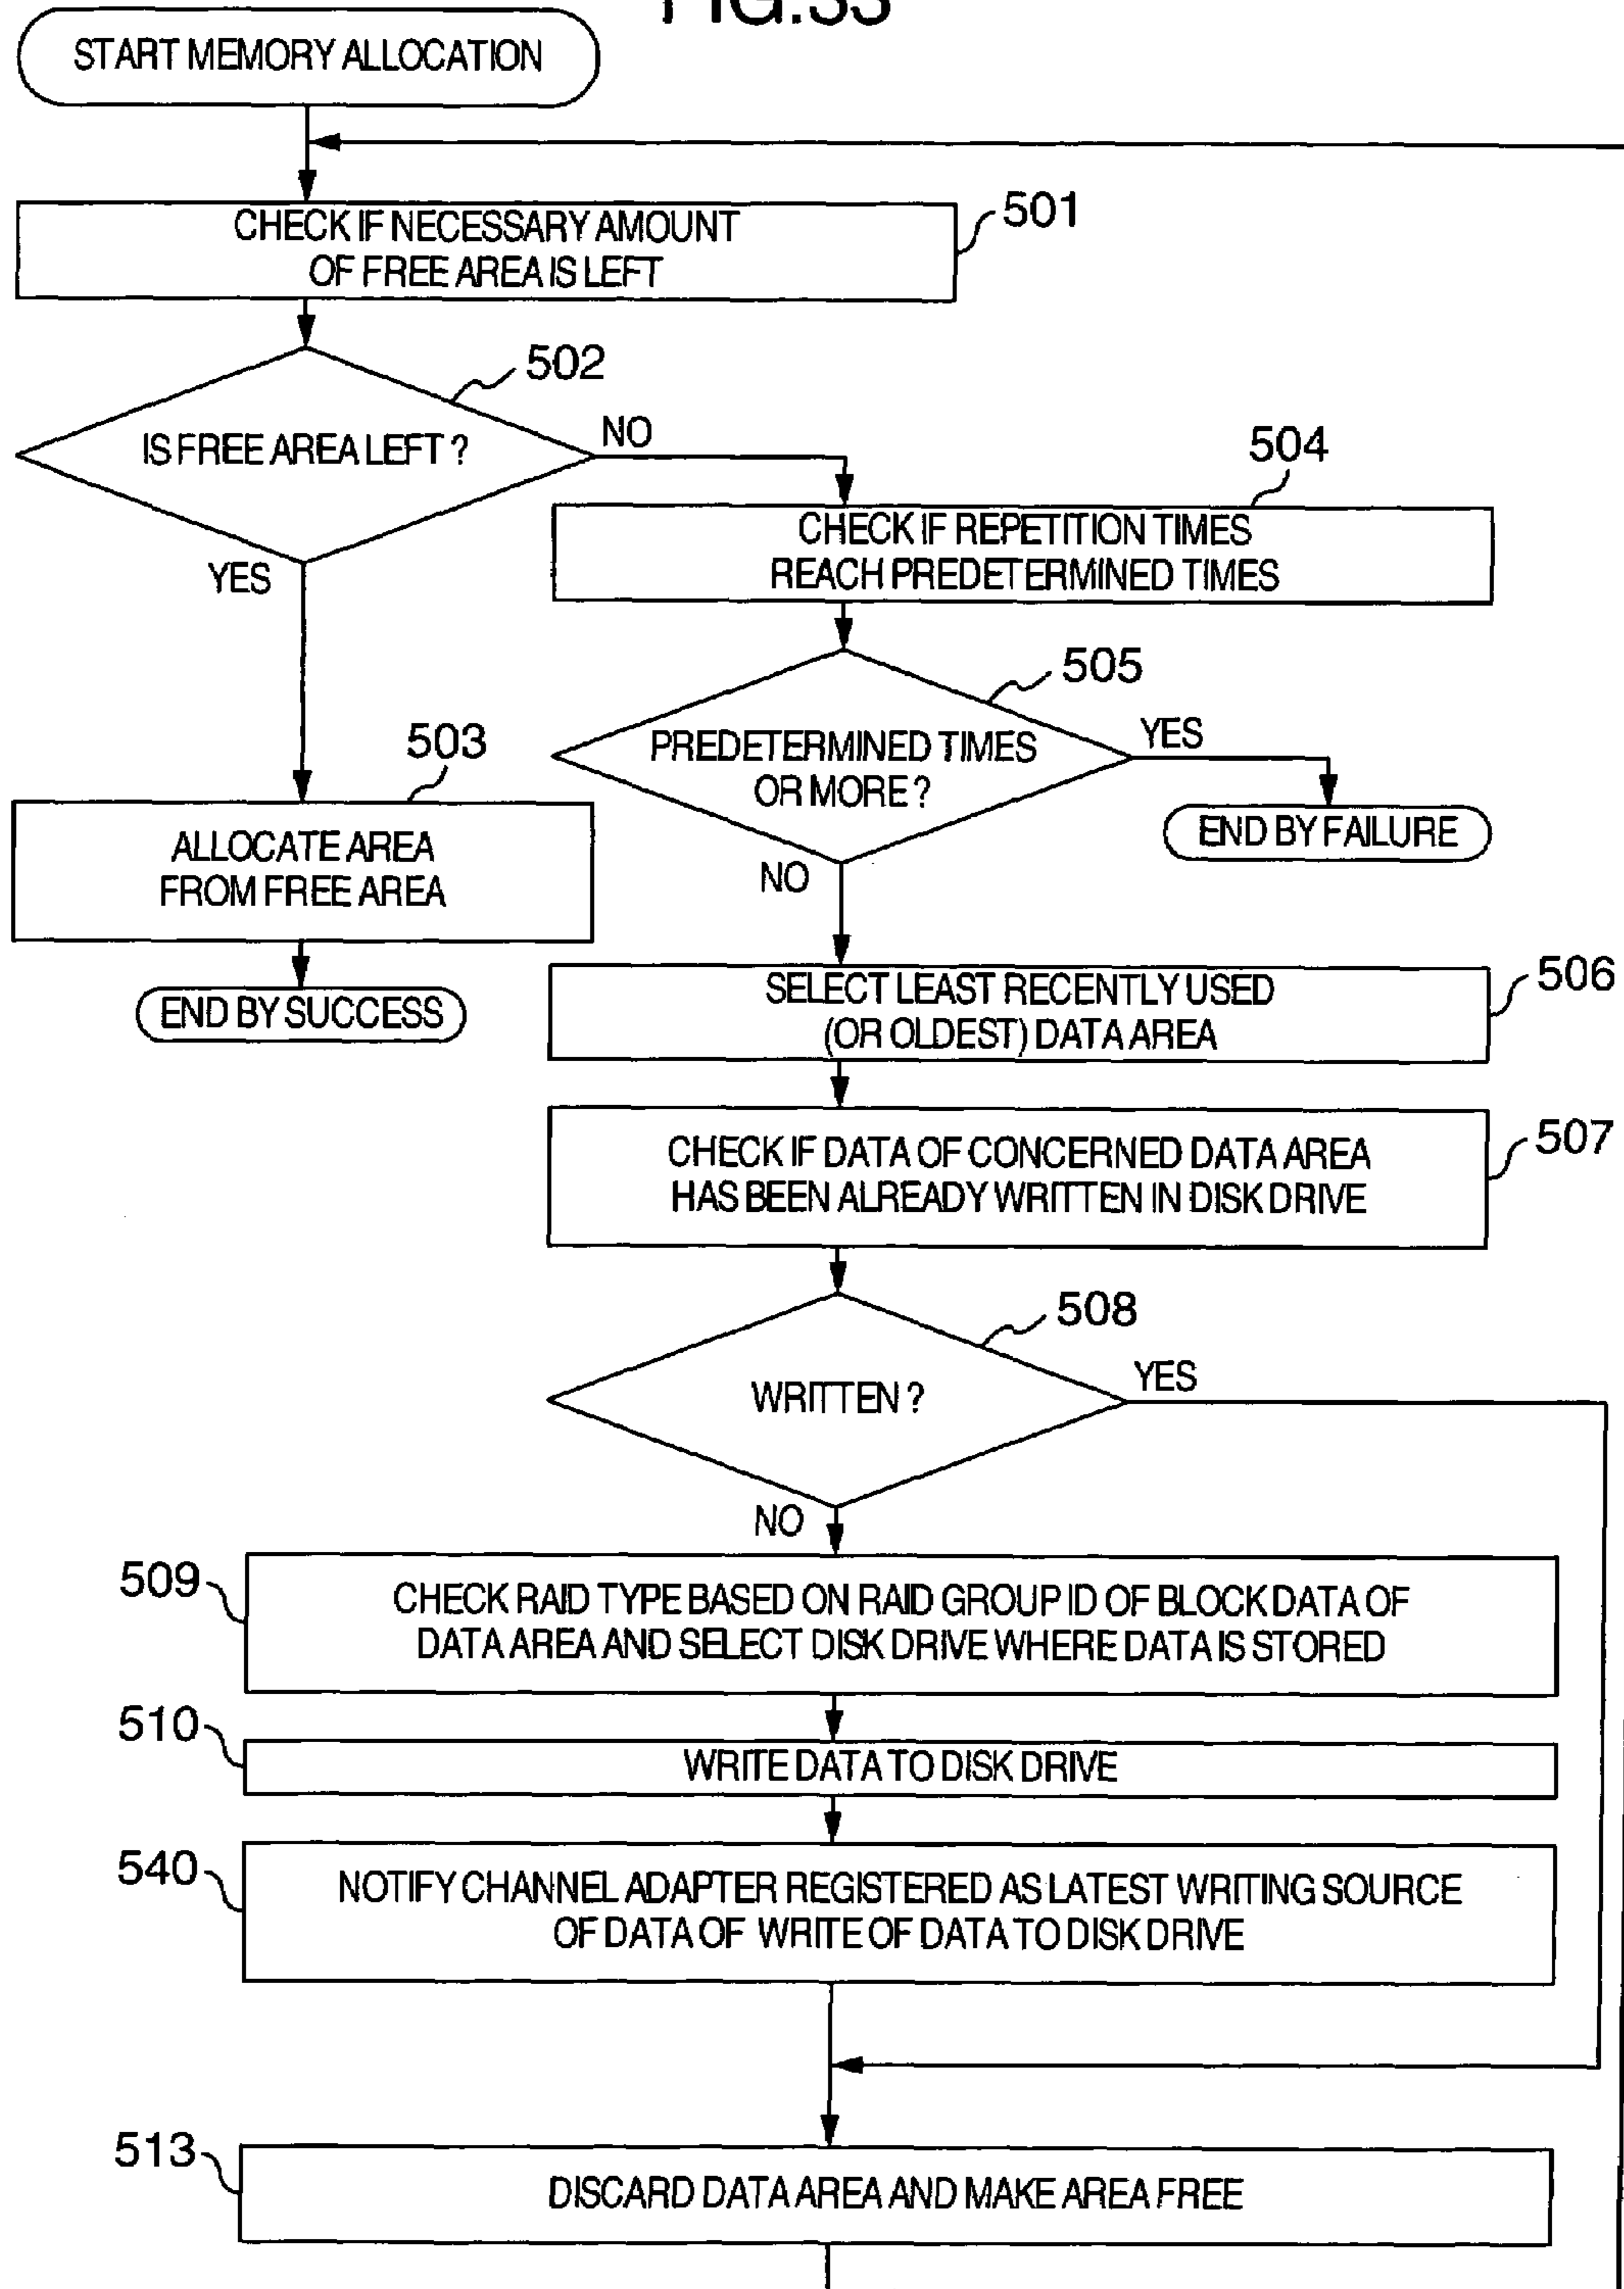 FIG.33
START MEMORY ALLOCATION
CHECK IF NECESSARY AMOUNT
OF FREE AREA IS LEFT
501
502
IS FREE AREA LEFT ?
NO
YES
504
CHECK IF REPETITION TIMES
REACH PREDETERMINED TIMES
505
PREDETERMINED TIMES
OR MORE ?
YES
NO
END BY FAILURE
503
ALLOCATE AREA
FROM FREE AREA
END BY SUCCESS
SELECT LEAST RECENTLY USED
(OR OLDEST) DATA AREA
506
CHECK IF DATA OF CONCERNED DATA AREA
HAS BEEN ALREADY WRITTEN IN DISK DRIVE
507
508
WRITTEN ?
YES
NO
509
CHECK RAID TYPE BASED ON RAID GROUP ID OF BLOCK DATA OF
DATA AREA AND SELECT DISK DRIVE WHERE DATA IS STORED
510
WRITE DATA TO DISK DRIVE
540
NOTIFY CHANNEL ADAPTER REGISTERED AS LATEST WRITING SOURCE
OF DATA OF WRITE OF DATA TO DISK DRIVE
513
DISCARD DATA AREA AND MAKE AREA FREE